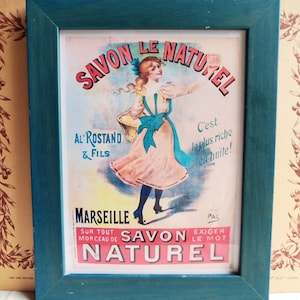 SAVON LE NATUREL
AL. ROSTAND
& FILS
C'est
la plus riche
en huile!
MARSEILLE
PAL
SUR TOUT
MORCEAU DE
SAVON
EXIGER
LE MOT
NATUREL